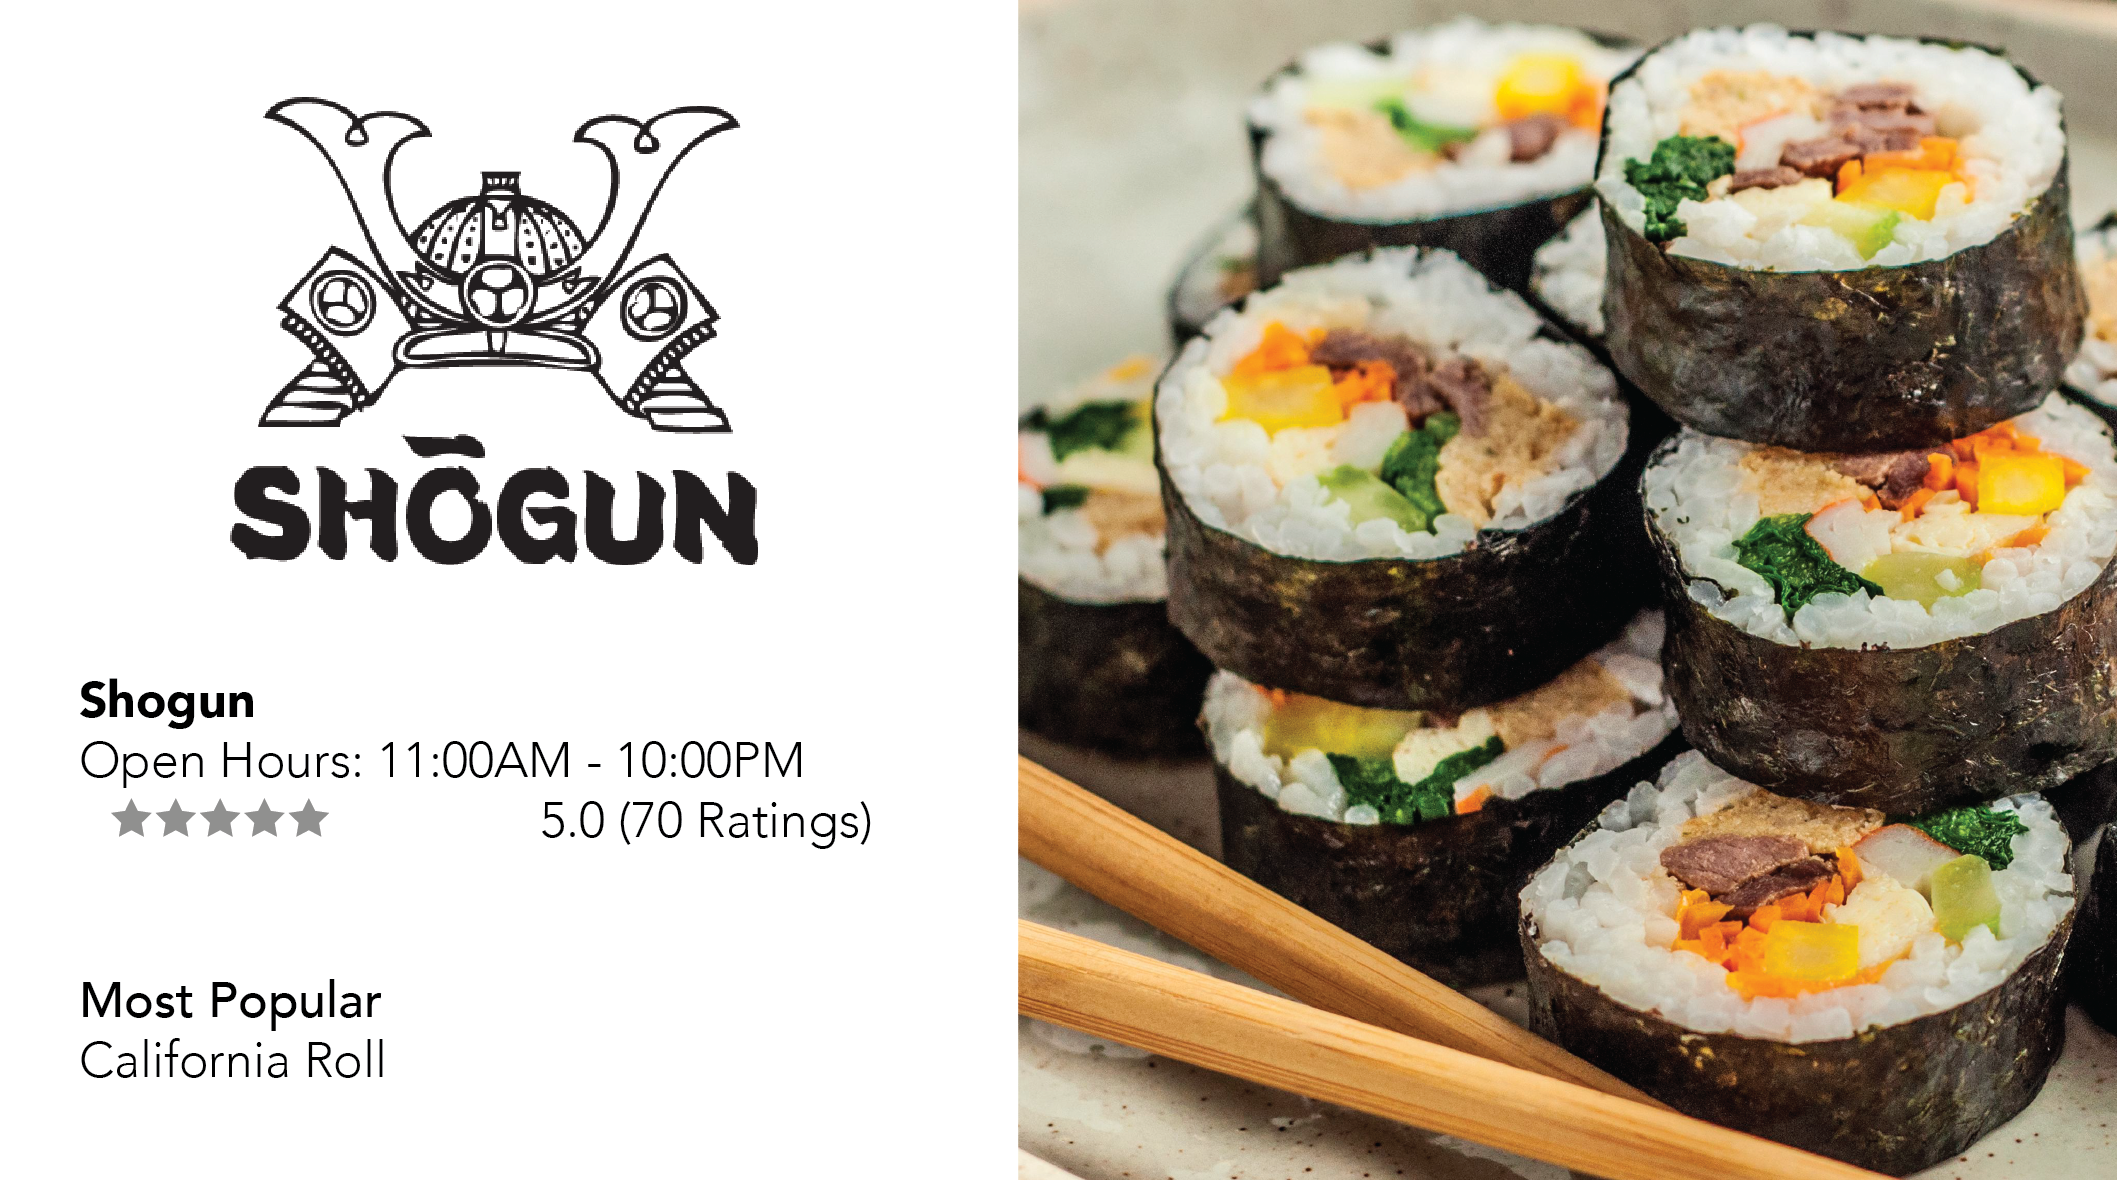 SHŌGUN
Shogun
Open Hours: 11:00AM - 10:00PM
5.0 (70 Ratings)
Most Popular
California Roll